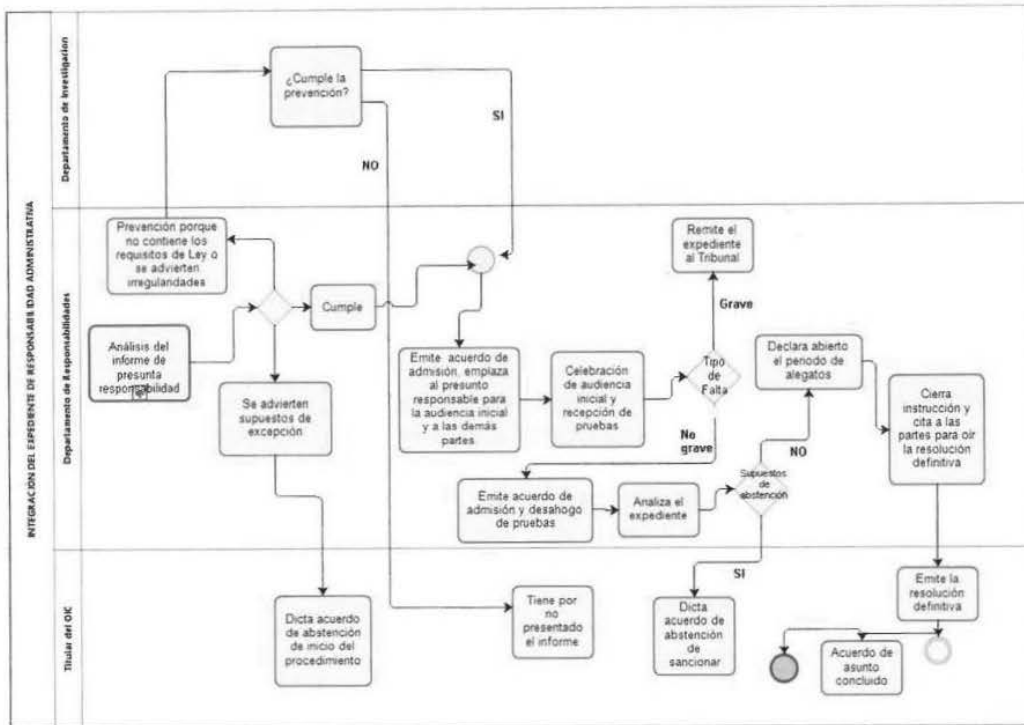 INTEGRACIÓN DEL EXPEDIENTE DE RESPONSABILIDAD ADMINISTRATIVA
Departamento de Investigacion
¿Cumple la
prevención?
SI
NO
Departamento de Responsabilidades
Prevención porque
no contiene los
requisitos de Ley o
se advierten
irregularidades
Cumple
Análisis del
informe de
presunta
responsabilidad
Se advierten
supuestos de
excepción
Emite acuerdo de
admisión, emplaza
al presunto
responsable para
la audiencia inicial
y a las demás
partes.
Celebración
de audiencia
inicial y
recepción de
pruebas
Tipo
de
Falta
Grave
Remite el
expediente
al Tribunal
No
grave
Emite acuerdo de
admisión y desahogo
de pruebas
Analiza el
expediente
Supuestos
de
abstención
NO
Declara abierto
el periodo de
alegatos
Cierra
instrucción y
cita a las
partes para oir
la resolución
definitiva
SI
Titular del OIC
Dicta acuerdo
de abstención
de inicio del
procedimiento
Tiene por
no
presentado
el informe
Dicta
acuerdo de
abstención
de
sancionar
Emite la
resolución
definitiva
Acuerdo de
asunto
concluido